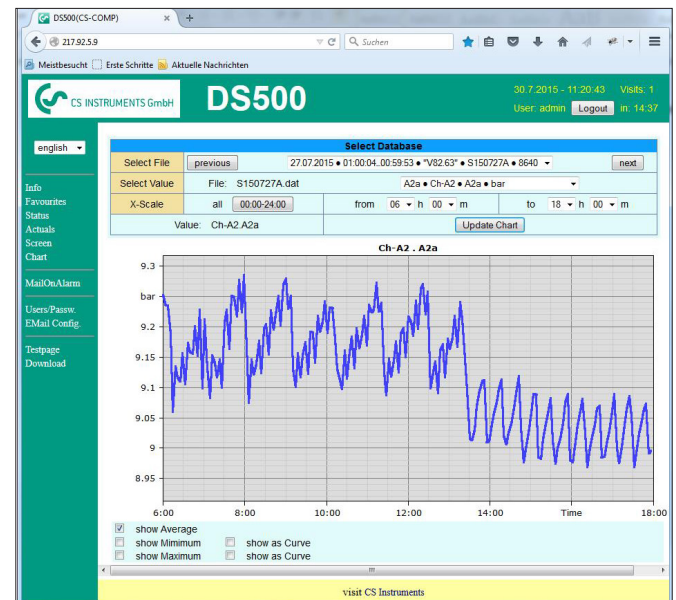 DS500(CS-COMP) × +
217.92.5.9 Suchen
Meistbesucht Erste Schritte Aktuelle Nachrichten
CS INSTRUMENTS GmbH
DS500
30.7.2015 - 11:20:43 Visits: 1
User: admin Logout in: 14:37
english
Info
Favourites
Status
Actuals
Screen
Chart
MailOnAlarm
Users/Passw.
EMail Config.
Testpage
Download
Select Database
Select File previous 27.07.2015 ● 01:00:04..00:59:53 ● "V82.63" ● S150727A ● 8640 next
Select Value File: S150727A.dat A2a ● Ch-A2 ● A2a ● bar
X-Scale all 00:00-24:00 from 06 h 00 m to 18 h 00 m
Value: Ch-A2.A2a Update Chart
Ch-A2 . A2a
9.3
bar
9.2
9.15
9.1
9.05
9
8.95
6:00 8:00 10:00 12:00 14:00 Time 18:00
show Average
show Mimimum show as Curve
show Maximum show as Curve
visit CS Instruments